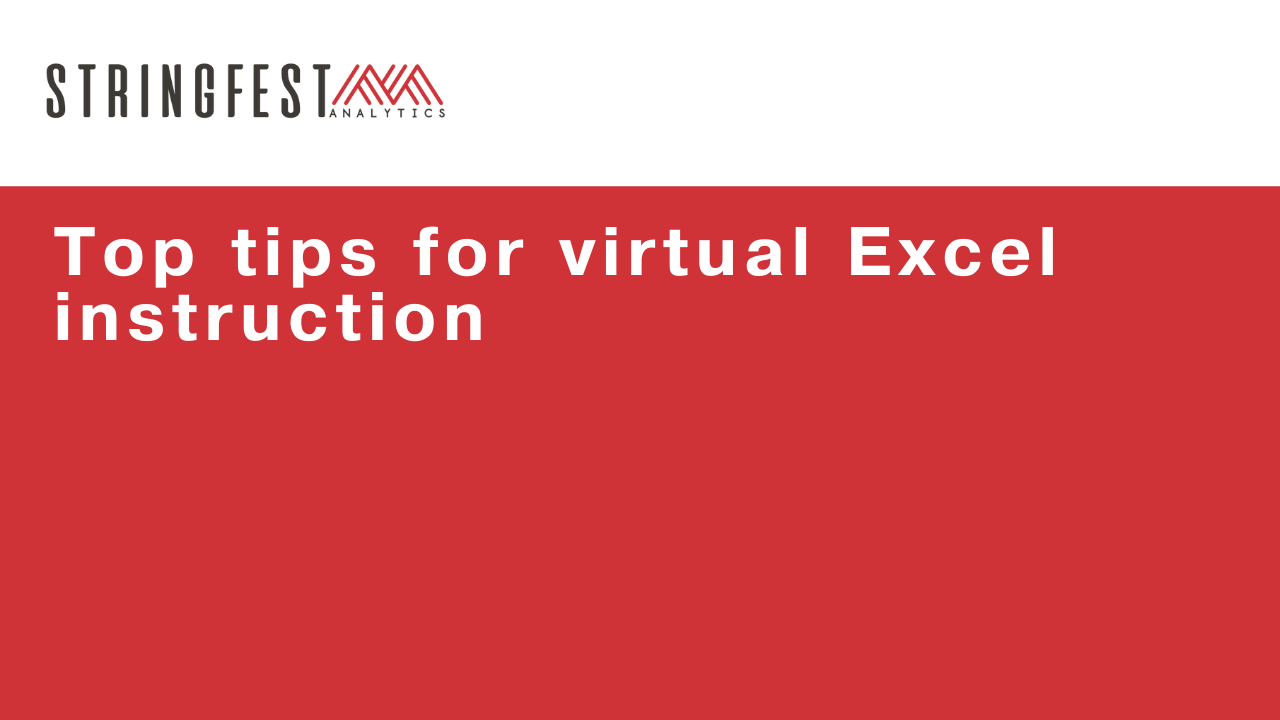 STRINGFEST
ANALYTICS
Top tips for virtual Excel
instruction